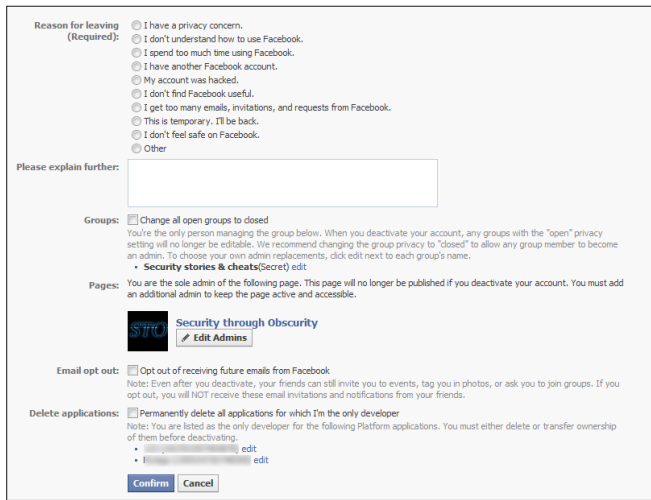 Reason for leaving (Required):
I have a privacy concern.
I don't understand how to use Facebook.
I spend too much time using Facebook.
I have another Facebook account.
My account was hacked.
I don't find Facebook useful.
I get too many emails, invitations, and requests from Facebook.
This is temporary. I'll be back.
I don't feel safe on Facebook.
Other
Please explain further:
Groups: Change all open groups to closed
You're the only person managing the group below. When you deactivate your account, any groups with the "open" privacy
setting will no longer be editable. We recommend changing the group privacy to "closed" to allow any group member to become
an admin. To choose your own admin replacements, click edit next to each group's name.
• Security stories & cheats(Secret) edit
Pages: You are the sole admin of the following page. This page will no longer be published if you deactivate your account. You must add
an additional admin to keep the page active and accessible.
STO
Security through Obscurity
Edit Admins
Email opt out: Opt out of receiving future emails from Facebook
Note: Even after you deactivate, your friends can still invite you to events, tag you in photos, or ask you to join groups. If you
opt out, you will NOT receive these email invitations and notifications from your friends.
Delete applications: Permanently delete all applications for which I'm the only developer
Note: You are listed as the only developer for the following Platform applications. You must either delete or transfer ownership
of them before deactivating.
• edit
• edit
Confirm Cancel